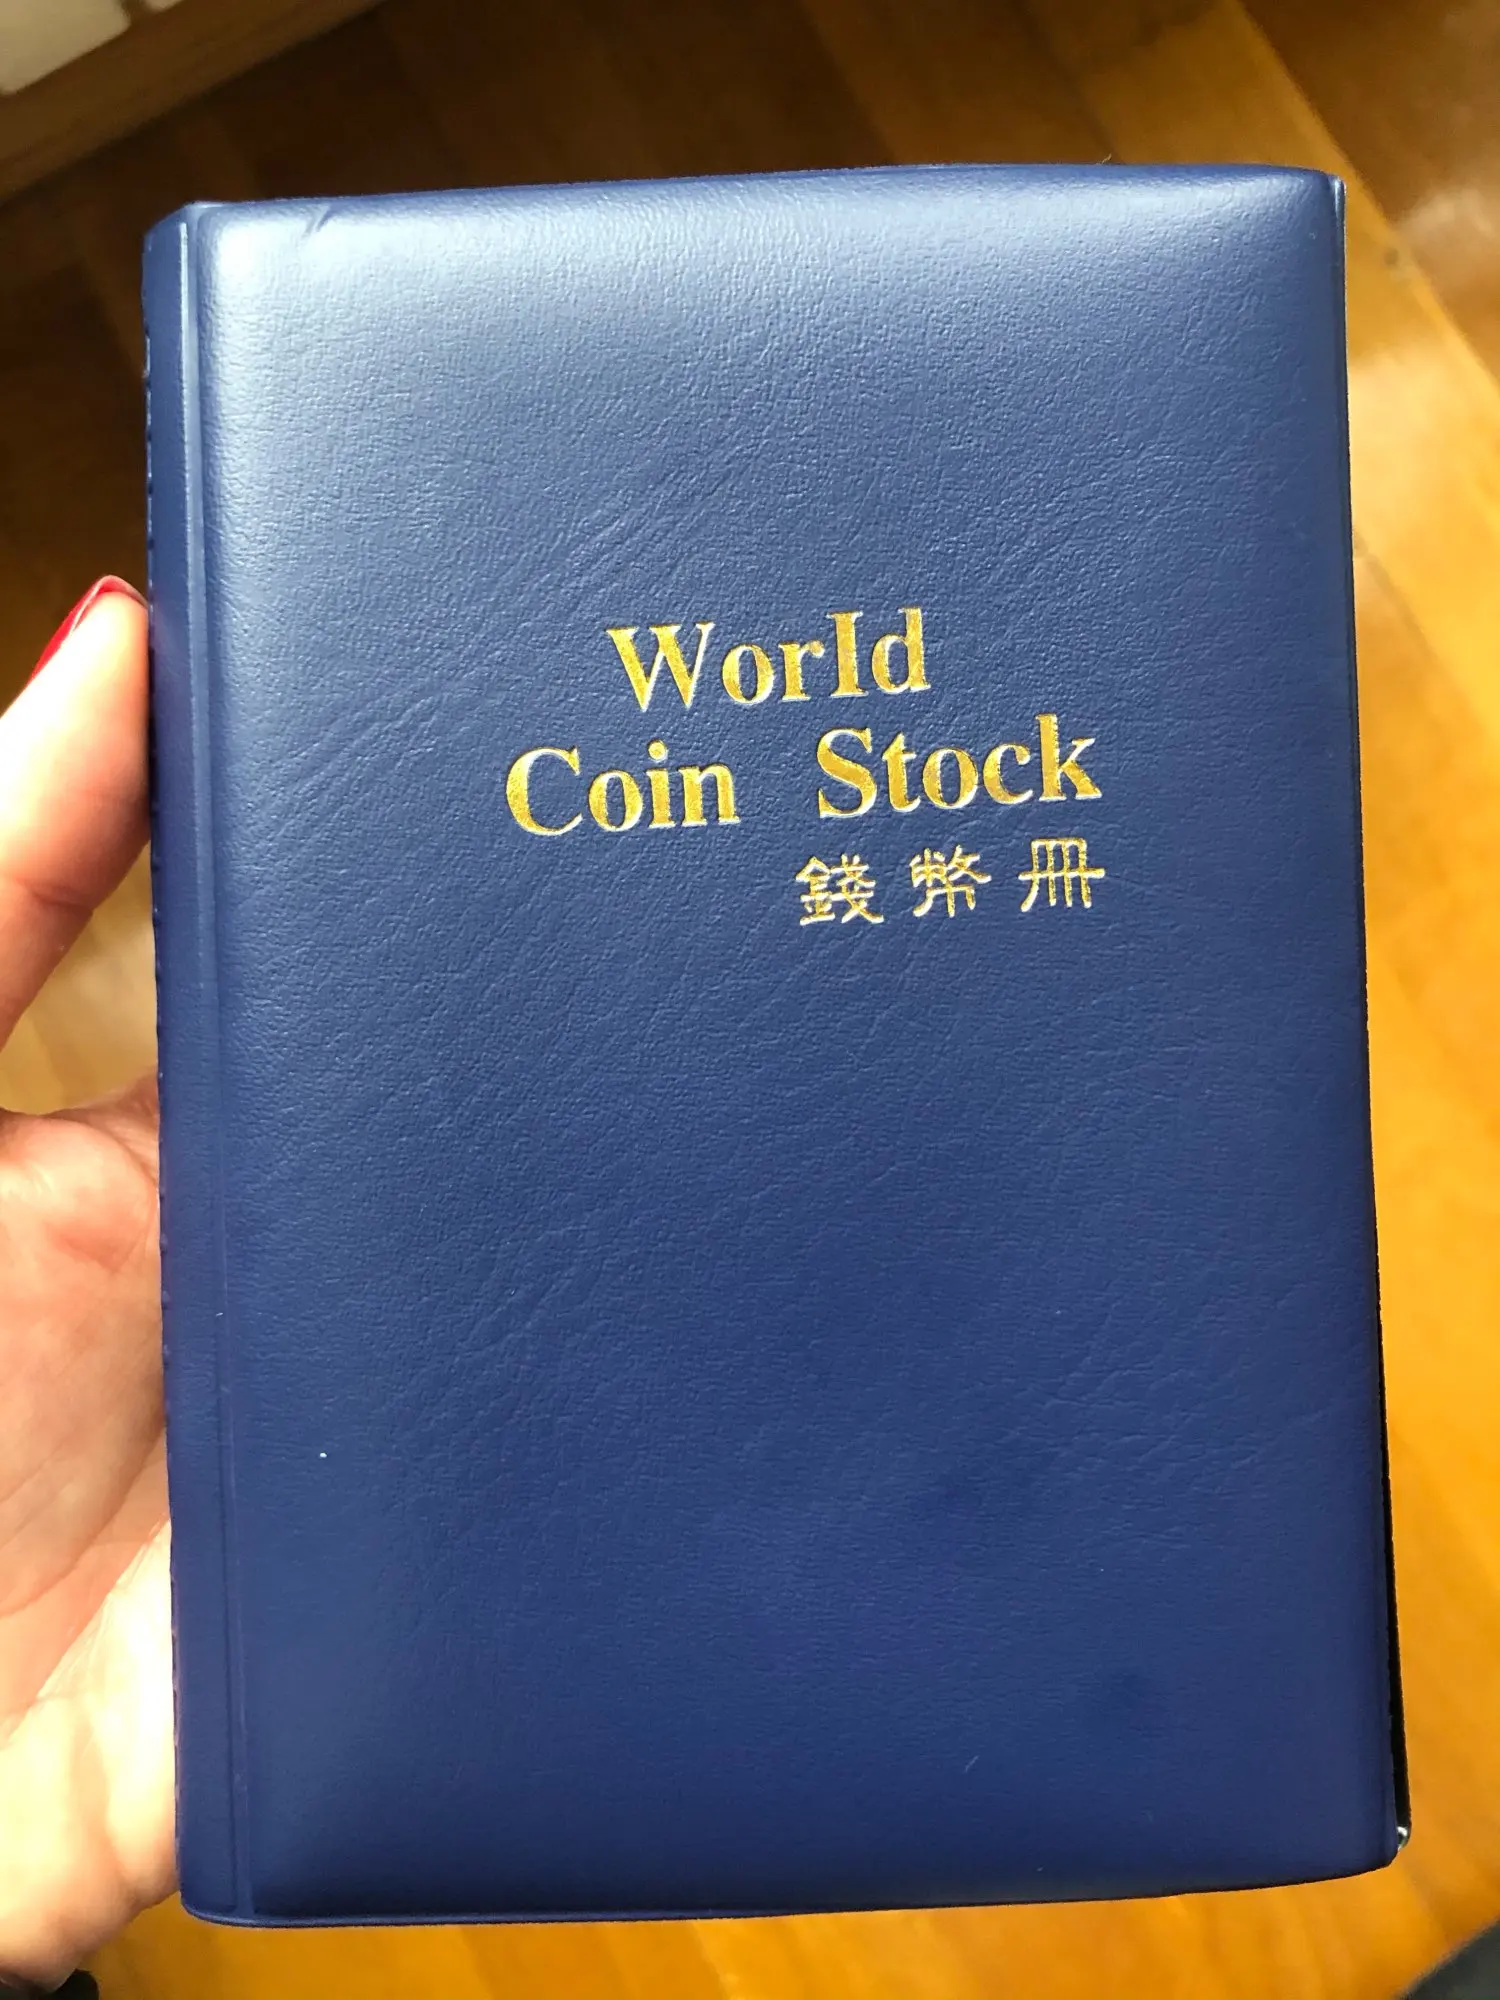 World
Coin Stock
錢幣冊